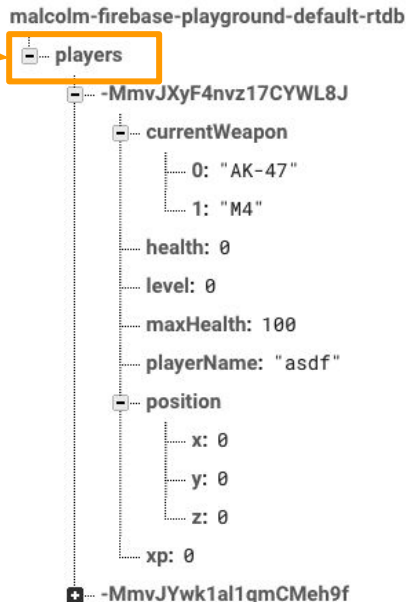 malcolm-firebase-playground-default-rtdb
players
-MmvJXyF4nvz17CYWL8J
currentWeapon
0: "AK-47"
1: "M4"
health: 0
level: 0
maxHealth: 100
playerName: "asdf"
position
x: 0
y: 0
z: 0
xp: 0
-MmvJYwk1al1qmCMeh9f